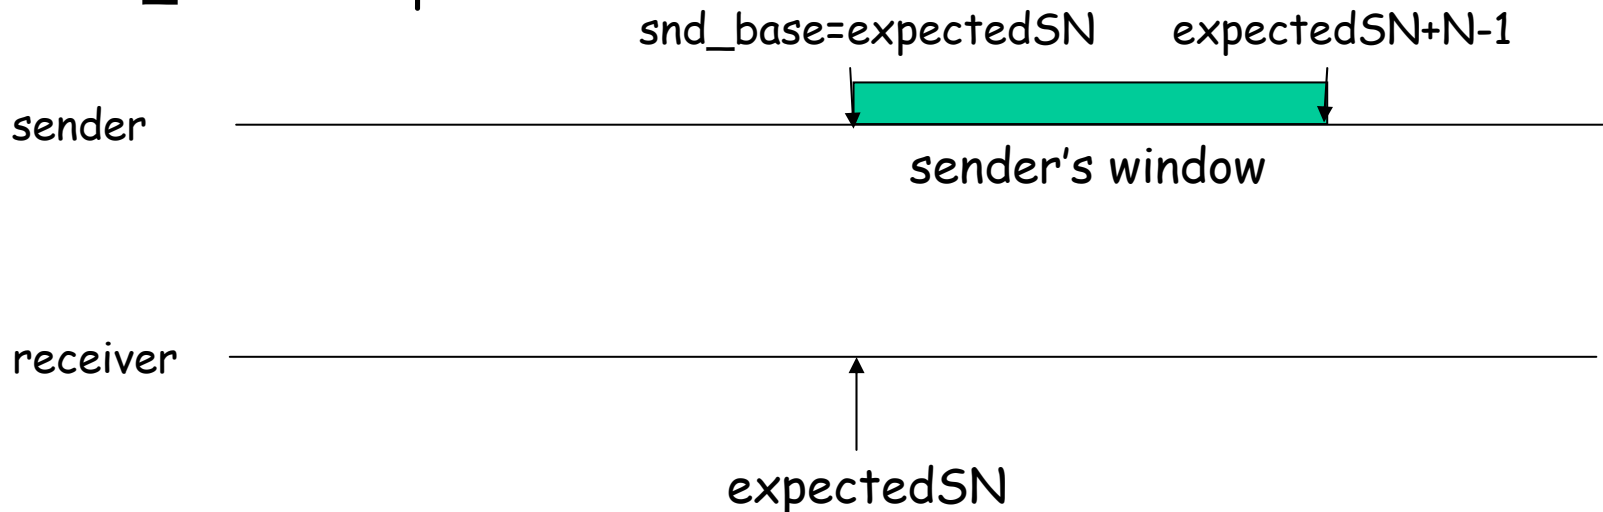 snd_base=expectedSN expectedSN+N-1
sender
sender's window
receiver
expectedSN